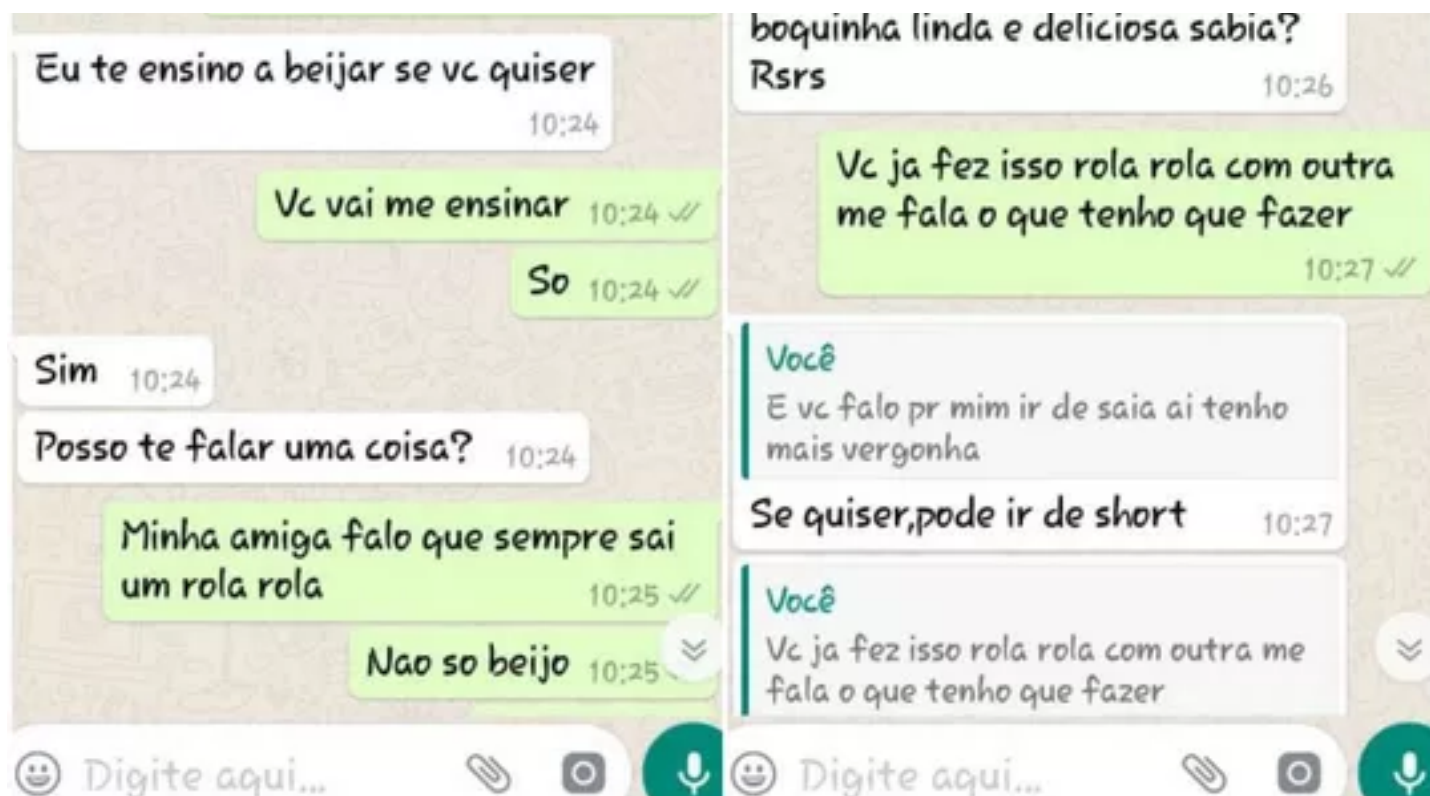 Eu te ensino a beijar se vc quiser
10:24
Vc vai me ensinar 10:24
So 10:24
Sim 10:24
Posso te falar uma coisa? 10:24
Minha amiga falo que sempre sai
um rola rola 10:25
Nao so beijo 10:25
Digite aqui...
boquinha linda e deliciosa sabia?
Rsrs 10:26
Vc ja fez isso rola rola com outra
me fala o que tenho que fazer
10:27
Você
E vc falo pr mim ir de saia ai tenho
mais vergonha
Se quiser,pode ir de short 10:27
Você
Vc ja fez isso rola rola com outra me
fala o que tenho que fazer
Digite aqui...